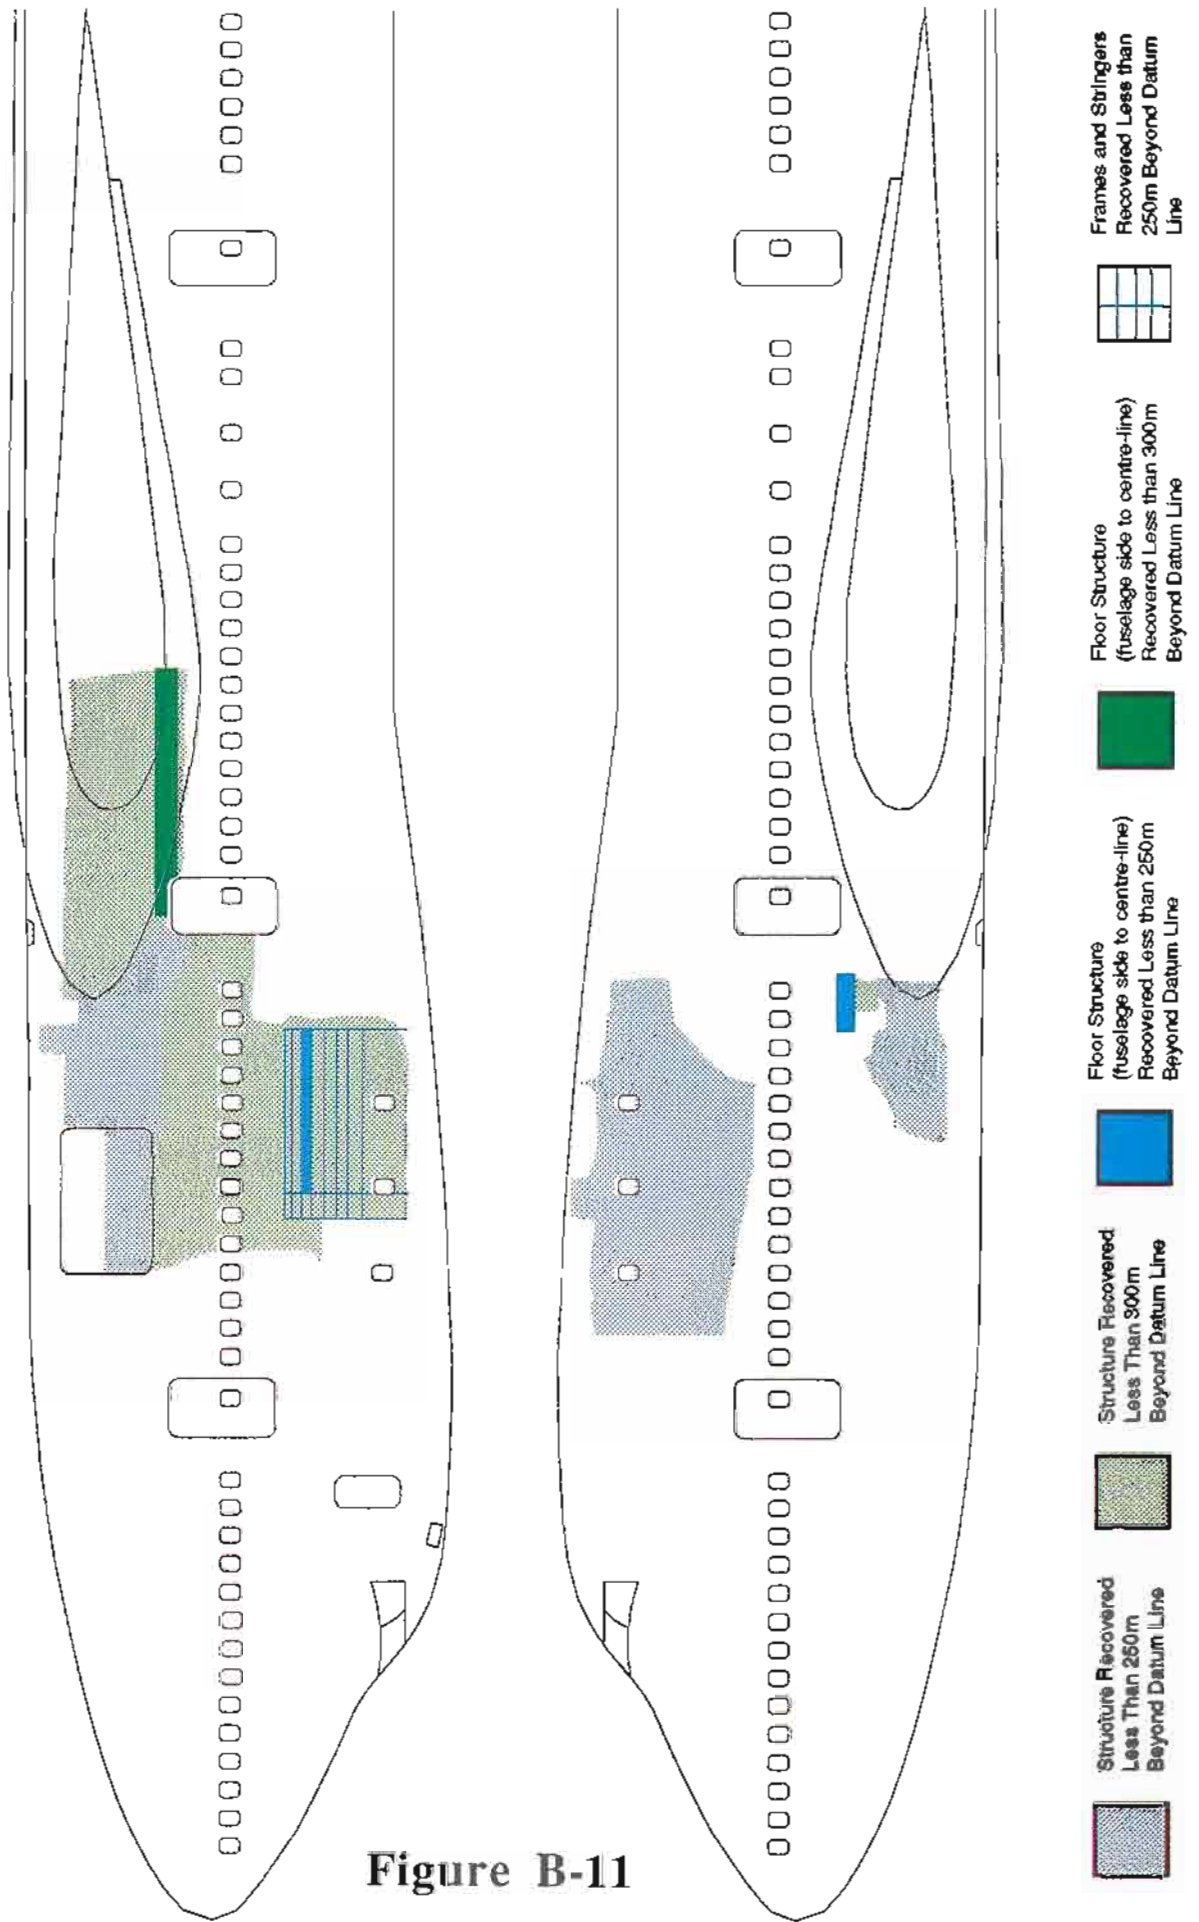 Structure Recovered
Less Than 250m
Beyond Datum Line
Structure Recovered
Less Than 300m
Beyond Datum Line
Floor Structure
(fuselage side to centre-line)
Recovered Less than 250m
Beyond Datum Line
Floor Structure
(fuselage side to centre-line)
Recovered Less than 300m
Beyond Datum Line
Frames and Stringers
Recovered Less than
250m Beyond Datum
Line
Figure B-11